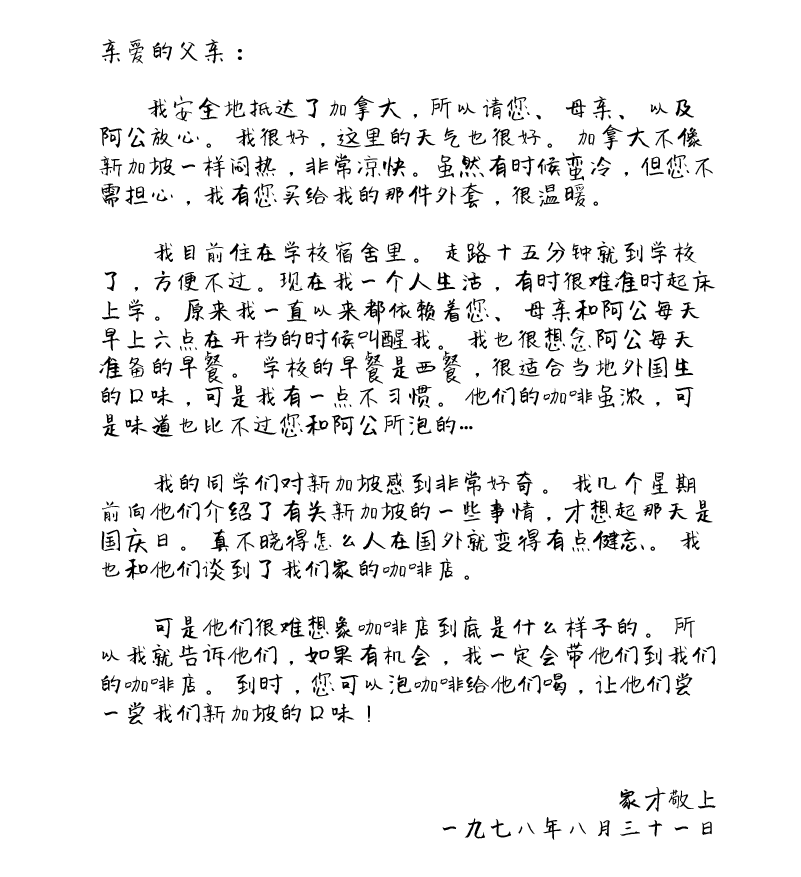 亲爱的父亲：
我安全地抵达了加拿大，所以请您、母亲、以及
阿公放心。我很好，这里的天气也很好。加拿大不像
新加坡一样闷热，非常凉快。虽然有时候蛮冷，但您不
需担心，我有您买给我的那件外套，很温暖。
我目前住在学校宿舍里。走路十五分钟就到学校
了，方便不过。现在我一个人生活，有时很难准时起床
上学。原来我一直以来都依赖着您、母亲和阿公每天
早上六点在开档的时候叫醒我。我也很想念阿公每天
准备的早餐。学校的早餐是西餐，很适合当地外国生
的口味，可是我有一点不习惯。他们的咖啡虽浓，可
是味道也比不过您和阿公所泡的…
我的同学们对新加坡感到非常好奇。我几个星期
前向他们介绍了有关新加坡的一些事情，才想起那天是
国庆日。真不晓得怎么人在国外就变得有点健忘。我
也和他们谈到了我们家的咖啡店。
可是他们很难想象咖啡店到底是什么样子的。所
以我就告诉他们，如果有机会，我一定会带他们到我们
的咖啡店。到时，您可以泡咖啡给他们喝，让他们尝
一尝我们新加坡的口味！
家才敬上
一九七八年八月三十一日